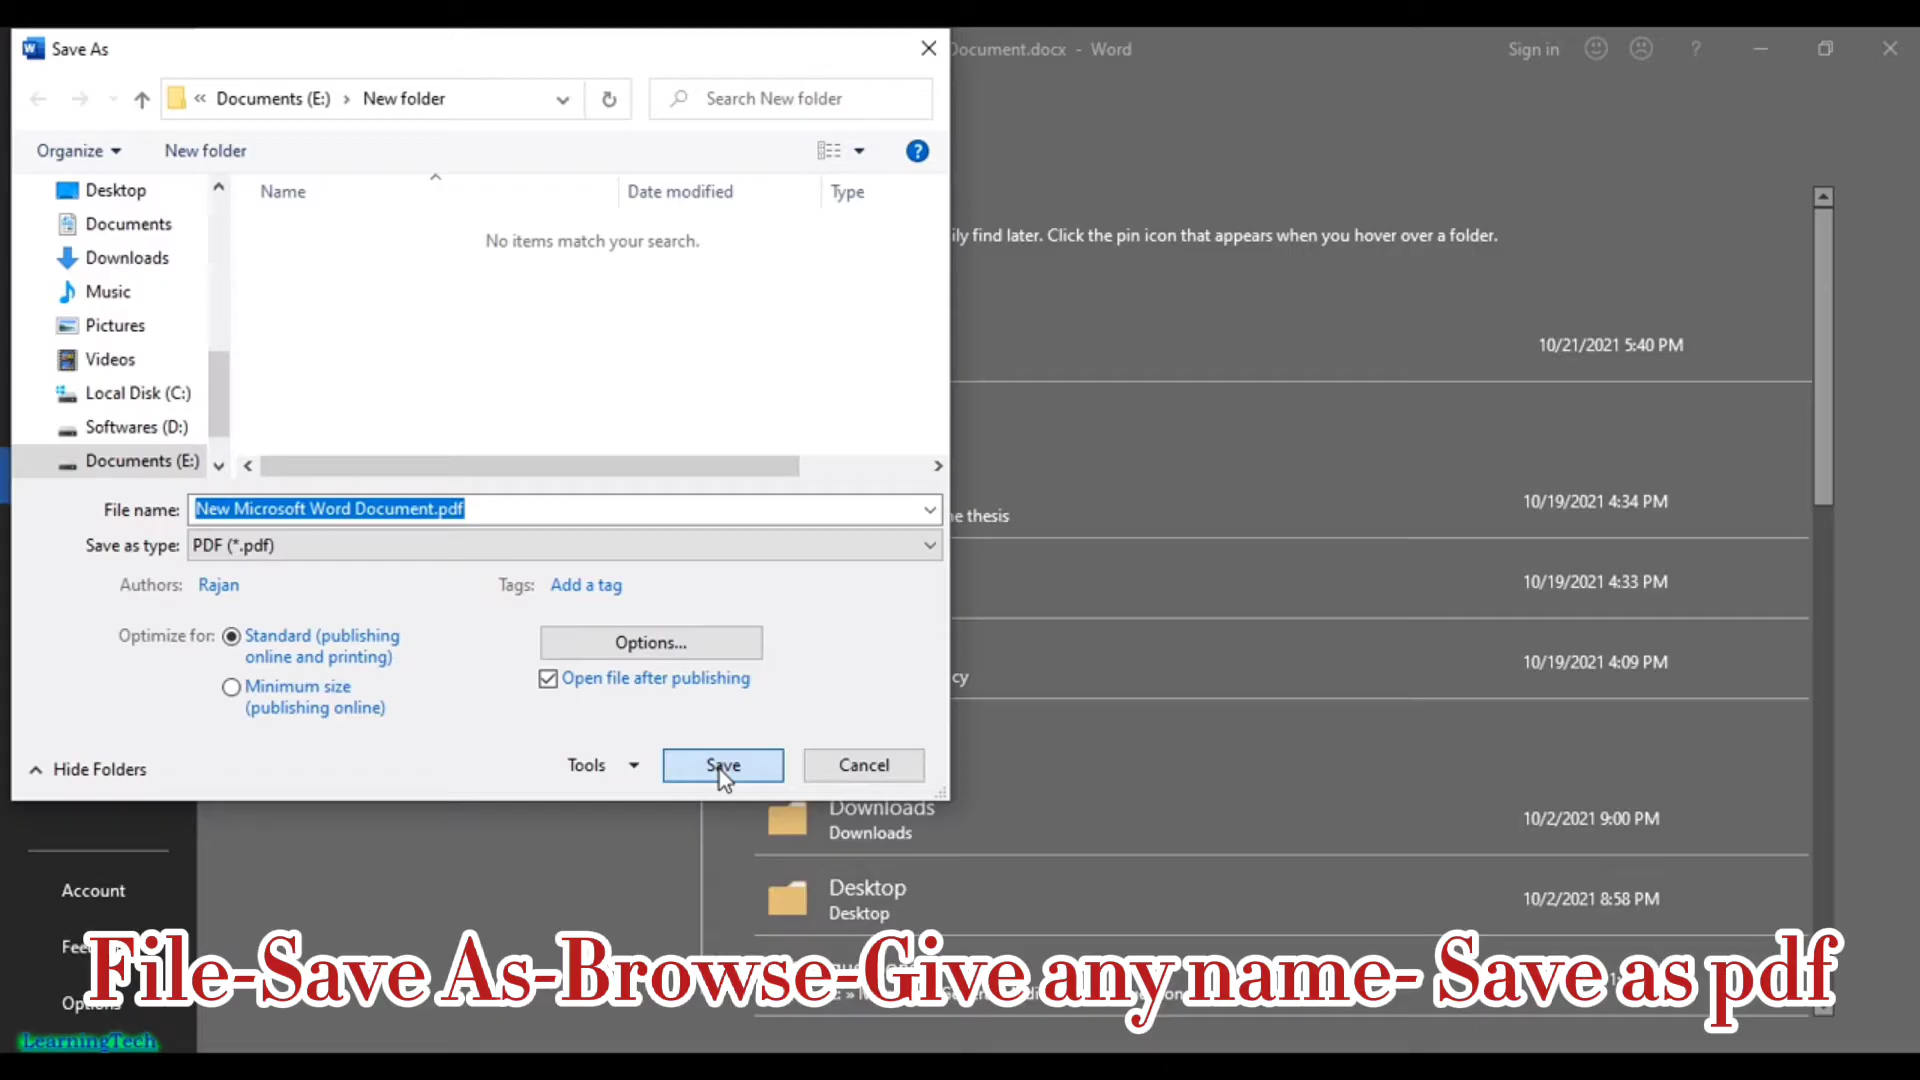 Save As
Document.docx - Word
Sign in
?
« Documents (E:) › New folder
Search New folder
Organize
New folder
?
Desktop
Documents
Downloads
Music
Pictures
Videos
Local Disk (C:)
Softwares (D:)
Documents (E:)
Name
Date modified
Type
No items match your search.
File name: New Microsoft Word Document.pdf
Save as type: PDF (*.pdf)
Authors: Rajan
Tags: Add a tag
Optimize for:
Standard (publishing
online and printing)
Minimum size
(publishing online)
Options...
Open file after publishing
Hide Folders
Tools
Save
Cancel
ily find later. Click the pin icon that appears when you hover over a folder.
10/21/2021 5:40 PM
10/19/2021 4:34 PM
e thesis
10/19/2021 4:33 PM
10/19/2021 4:09 PM
cy
Downloads
Downloads
10/2/2021 9:00 PM
Desktop
Desktop
10/2/2021 8:58 PM
Account
File-Save As-Browse-Give any name- Save as pdf
Options
LearningTech